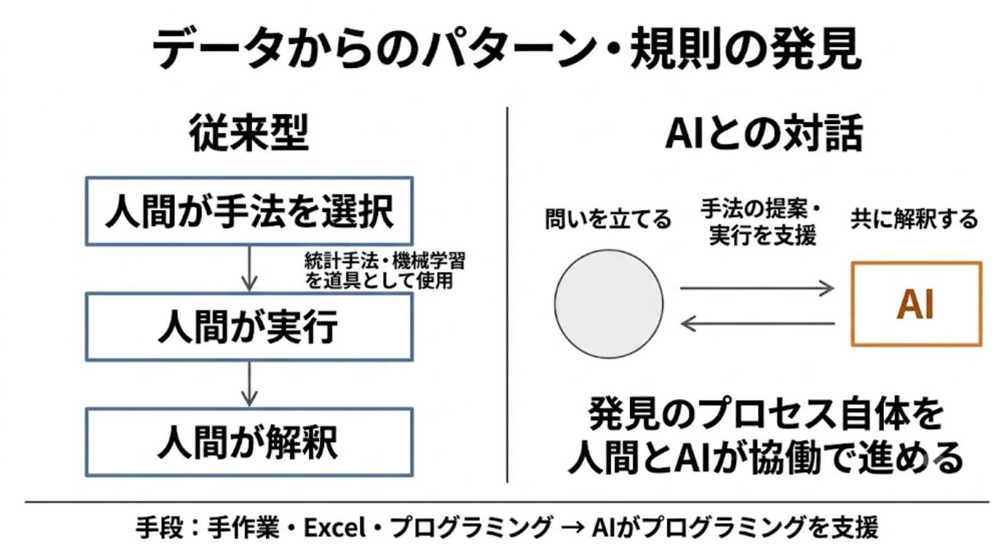 データからのパターン・規則の発見
従来型
人間が手法を選択
統計手法・機械学習
を道具として使用
人間が実行
人間が解釈
AIとの対話
問いを立てる
手法の提案・
実行を支援
共に解釈する
AI
発見のプロセス自体を
人間とAIが協働で進める
手段：手作業・Excel・プログラミング → AIがプログラミングを支援